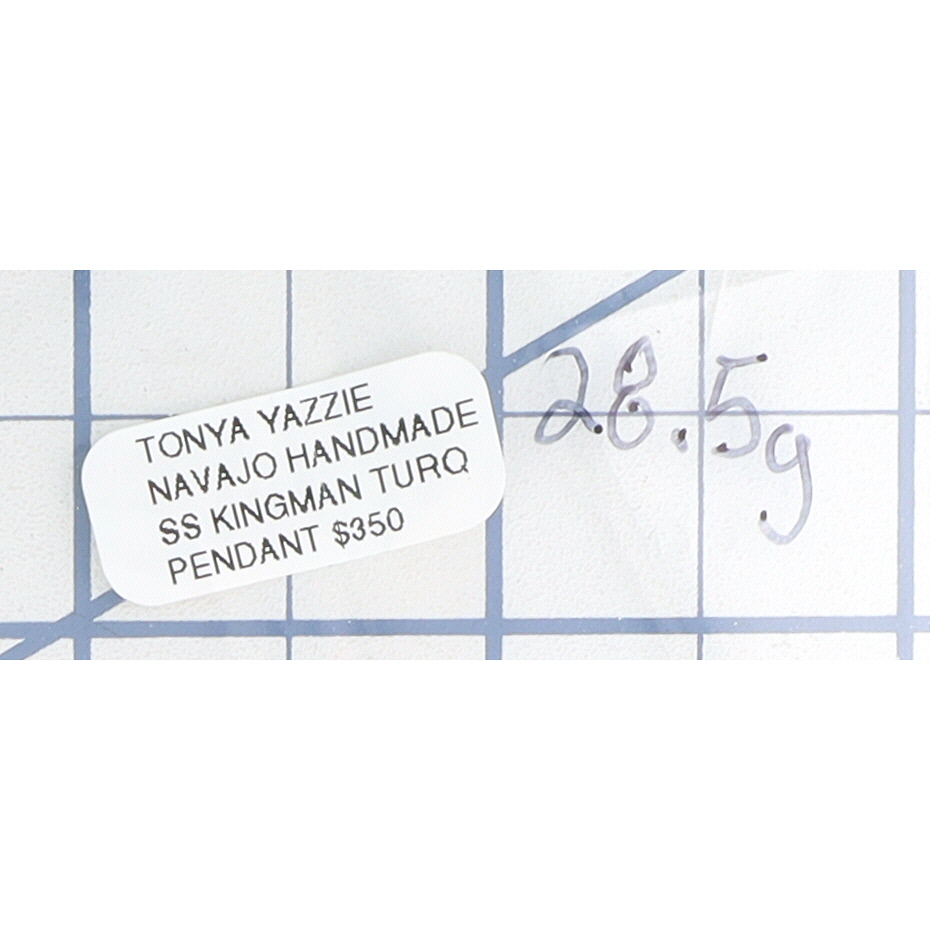 TONYA YAZZIE
NAVAJO HANDMADE
SS KINGMAN TURQ
PENDANT $350
28.5g